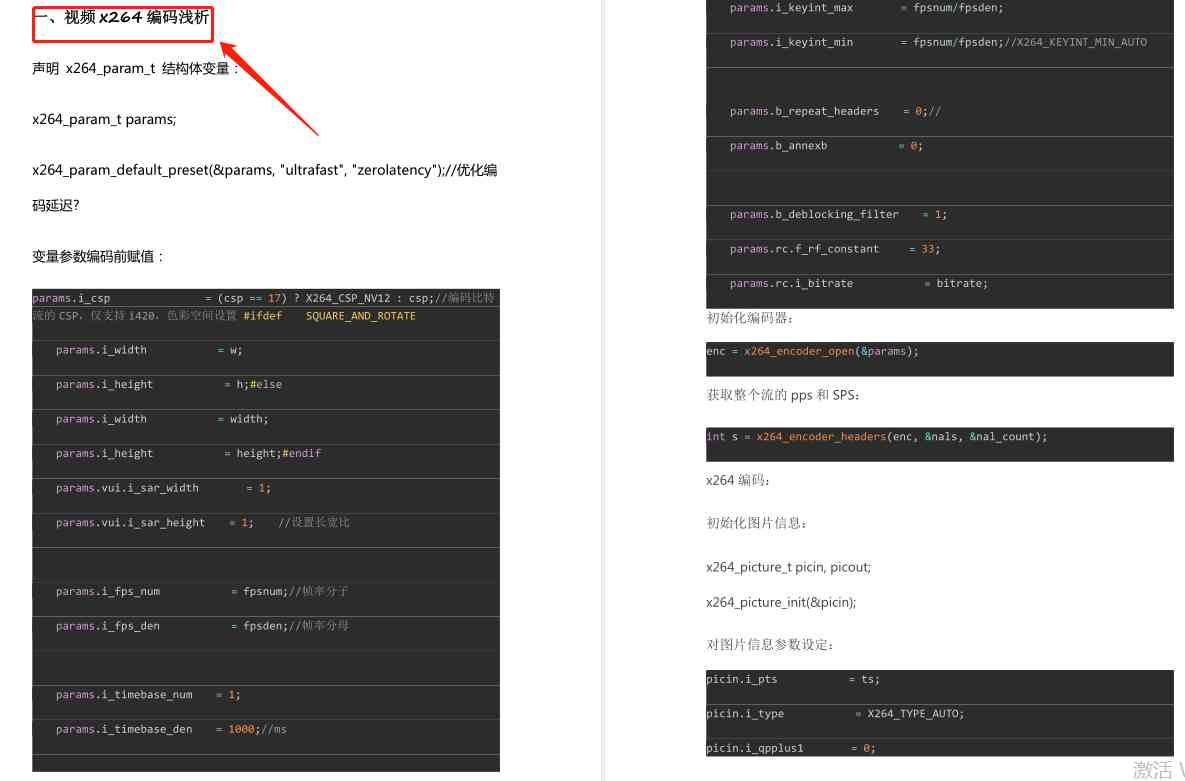 一、视频 x264 编码浅析
声明 x264_param_t 结构体变量：
x264_param_t params;
x264_param_default_preset(&params, "ultrafast", "zerolatency");//优化编
码延迟?
变量参数编码前赋值：
params.i_csp = (csp == 17) ? X264_CSP_NV12 : csp;//编码比特
流的 CSP，仅支持 i420，色彩空间设置 #ifdef SQUARE_AND_ROTATE
params.i_width = w;
params.i_height = h;#else
params.i_width = width;
params.i_height = height;#endif
params.vui.i_sar_width = 1;
params.vui.i_sar_height = 1; //设置长宽比
params.i_fps_num = fpsnum;//帧率分子
params.i_fps_den = fpsden;//帧率分母
params.i_timebase_num = 1;
params.i_timebase_den = 1000;//ms
params.i_keyint_max = fpsnum/fpsden;
params.i_keyint_min = fpsnum/fpsden;//X264_KEYINT_MIN_AUTO
params.b_repeat_headers = 0;//
params.b_annexb = 0;
params.b_deblocking_filter = 1;
params.rc.f_rf_constant = 33;
params.rc.i_bitrate = bitrate;
初始化编码器：
enc = x264_encoder_open(&params);
获取整个流的 pps 和 SPS：
int s = x264_encoder_headers(enc, &nals, &nal_count);
x264 编码：
初始化图片信息：
x264_picture_t picin, picout;
x264_picture_init(&picin);
对图片信息参数设定：
picin.i_pts = ts;
picin.i_type = X264_TYPE_AUTO;
picin.i_qpplus1 = 0;
激活